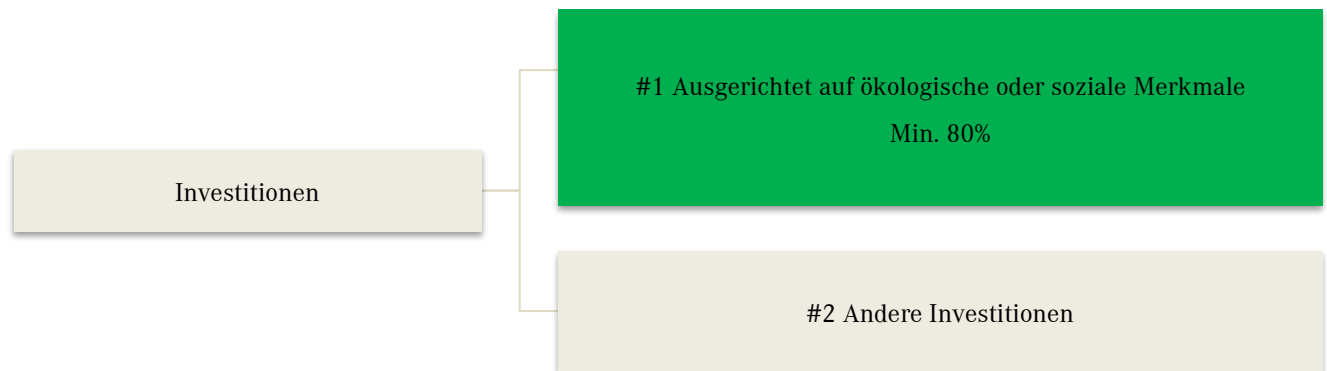 Investitionen
#1 Ausgerichtet auf ökologische oder soziale Merkmale
Min. 80%
#2 Andere Investitionen